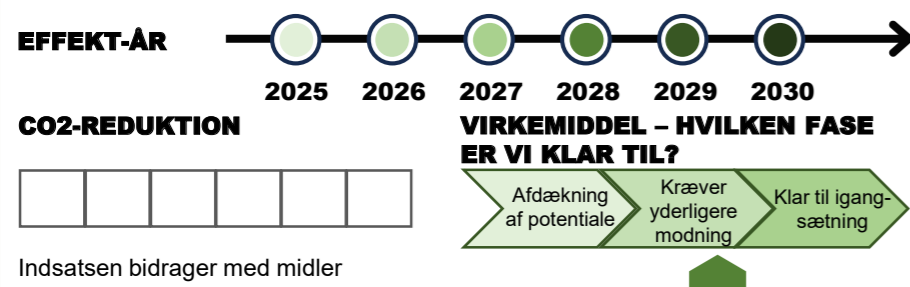 EFFEKT-ÅR
2025 2026 2027 2028 2029 2030
CO2-REDUKTION
VIRKEMIDDEL – HVILKEN FASE
ER VI KLAR TIL?
Afdækning
af potentiale
Kræver
yderligere
modning
Klar til igang-
sætning
Indsatsen bidrager med midler